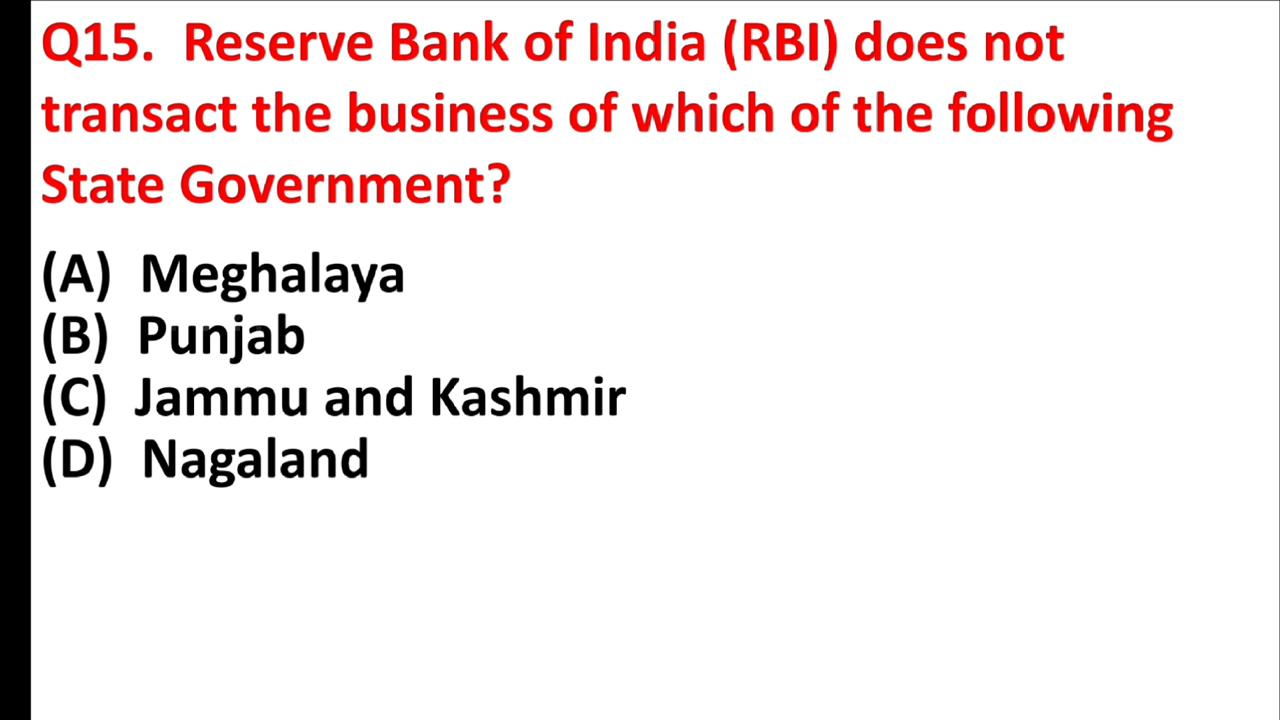 Q15. Reserve Bank of India (RBI) does not
transact the business of which of the following
State Government?
(A) Meghalaya
(B) Punjab
(C) Jammu and Kashmir
(D) Nagaland